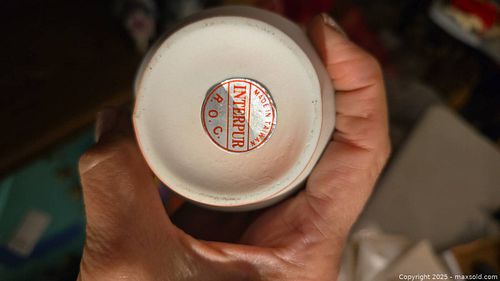 MADE IN TAIWAN
INTERPUR
R.O.C.
Copyright 2025 - maxsold.com